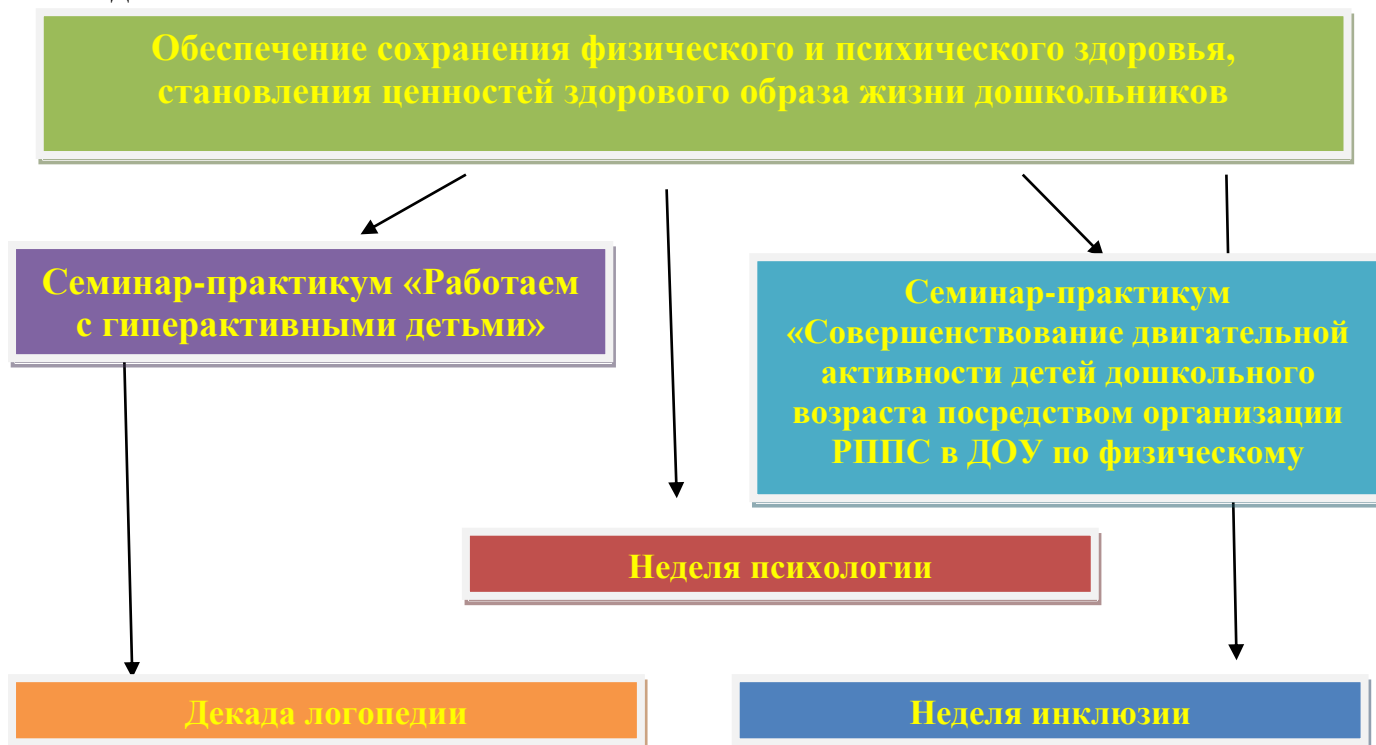 Обеспечение сохранения физического и психического здоровья,
становления ценностей здорового образа жизни дошкольников
Семинар-практикум «Работаем
с гиперактивными детьми»
Семинар-практикум
«Совершенствование двигательной
активности детей дошкольного
возраста посредством организации
РППС в ДОУ по физическому
Неделя психологии
Декада логопедии
Неделя инклюзии